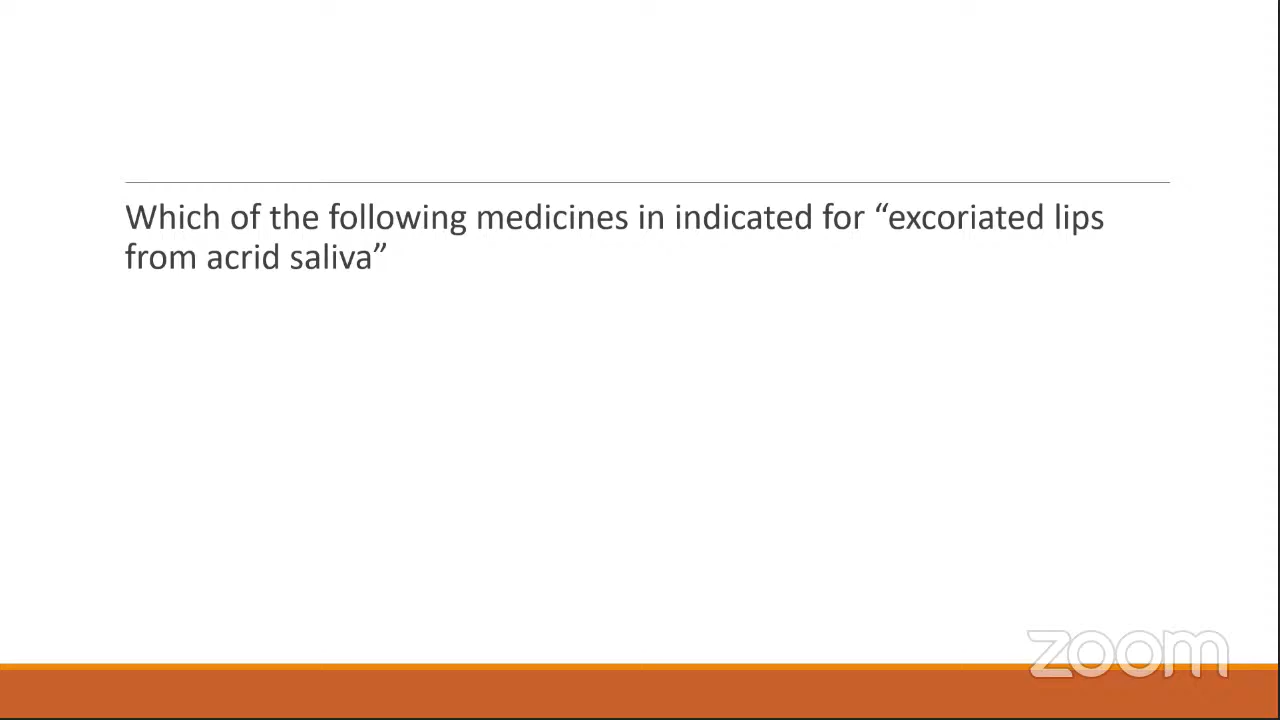 Which of the following medicines in indicated for “excoriated lips
from acrid saliva”
zoom